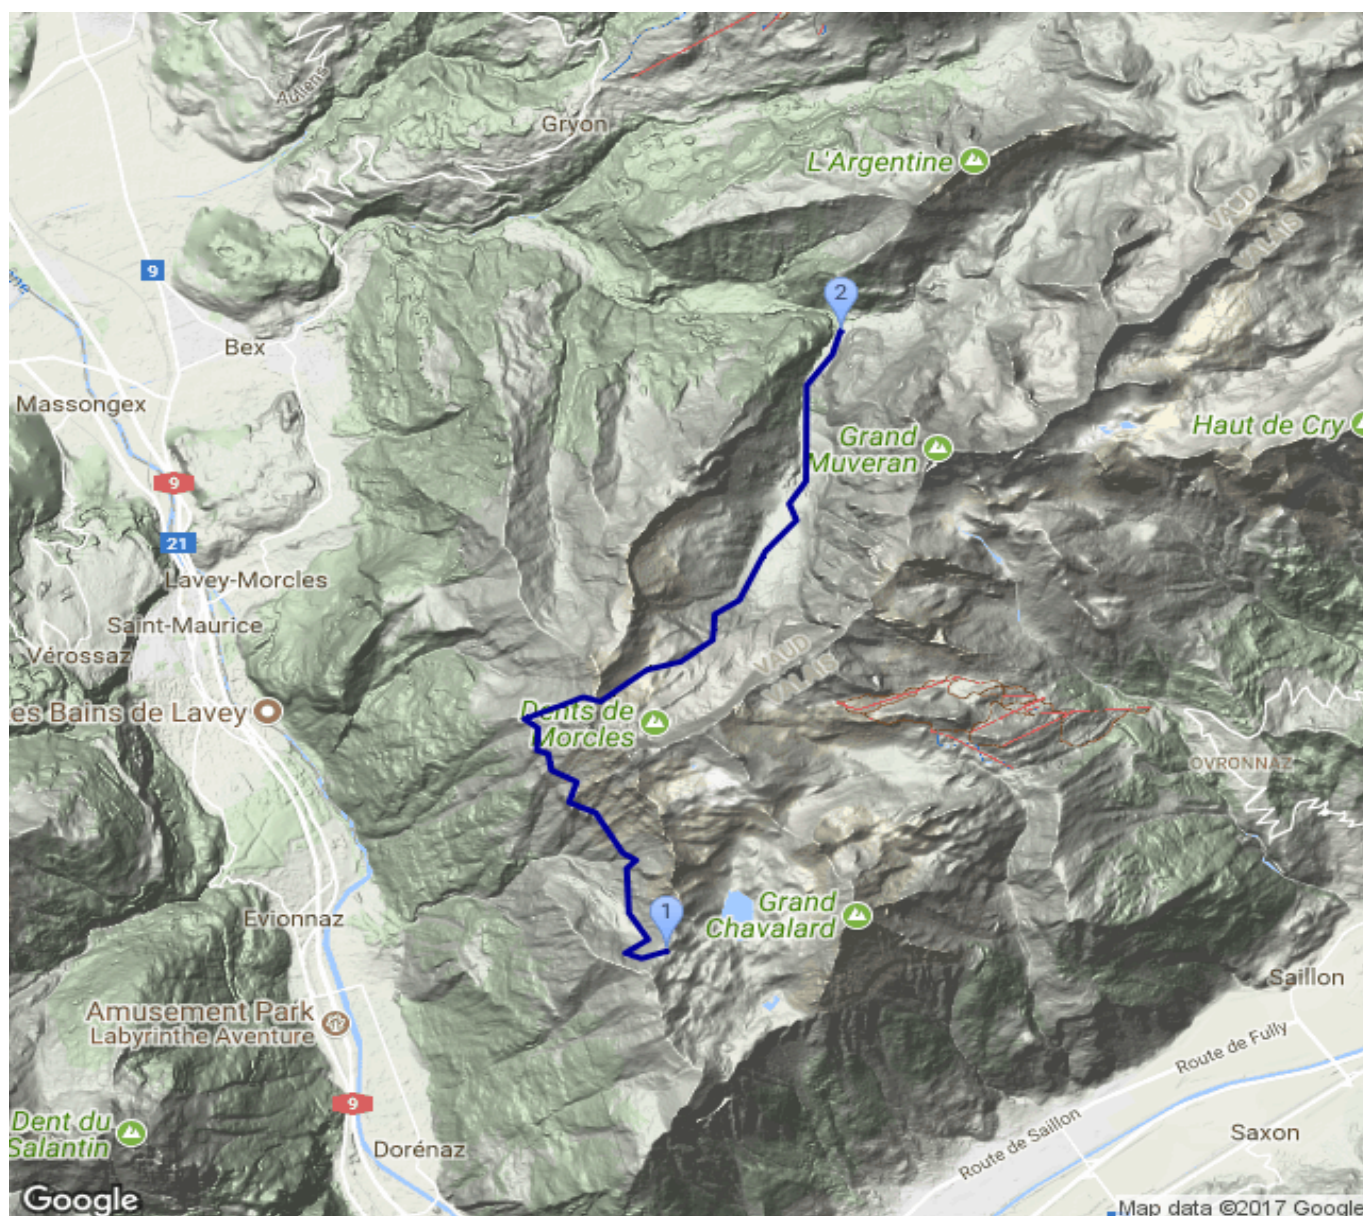 Gryon
L'Argentine
VAUD
VALAIS
9
2
Bex
Massongex
Grand
Muveran
Haut de Cry
9
21
Lavey-Morcles
Saint-Maurice
Vérossaz
VAUD
VALAIS
es Bains de Lavey
Dents de
Morcles
OVRONNAZ
1
Grand
Chavalard
Evionnaz
Saillon
Amusement Park
Labyrinthe Aventure
Route de Fully
9
Dent du
Salantin
Route de Saillon
Saxon
Dorénaz
Google
Map data ©2017 Google